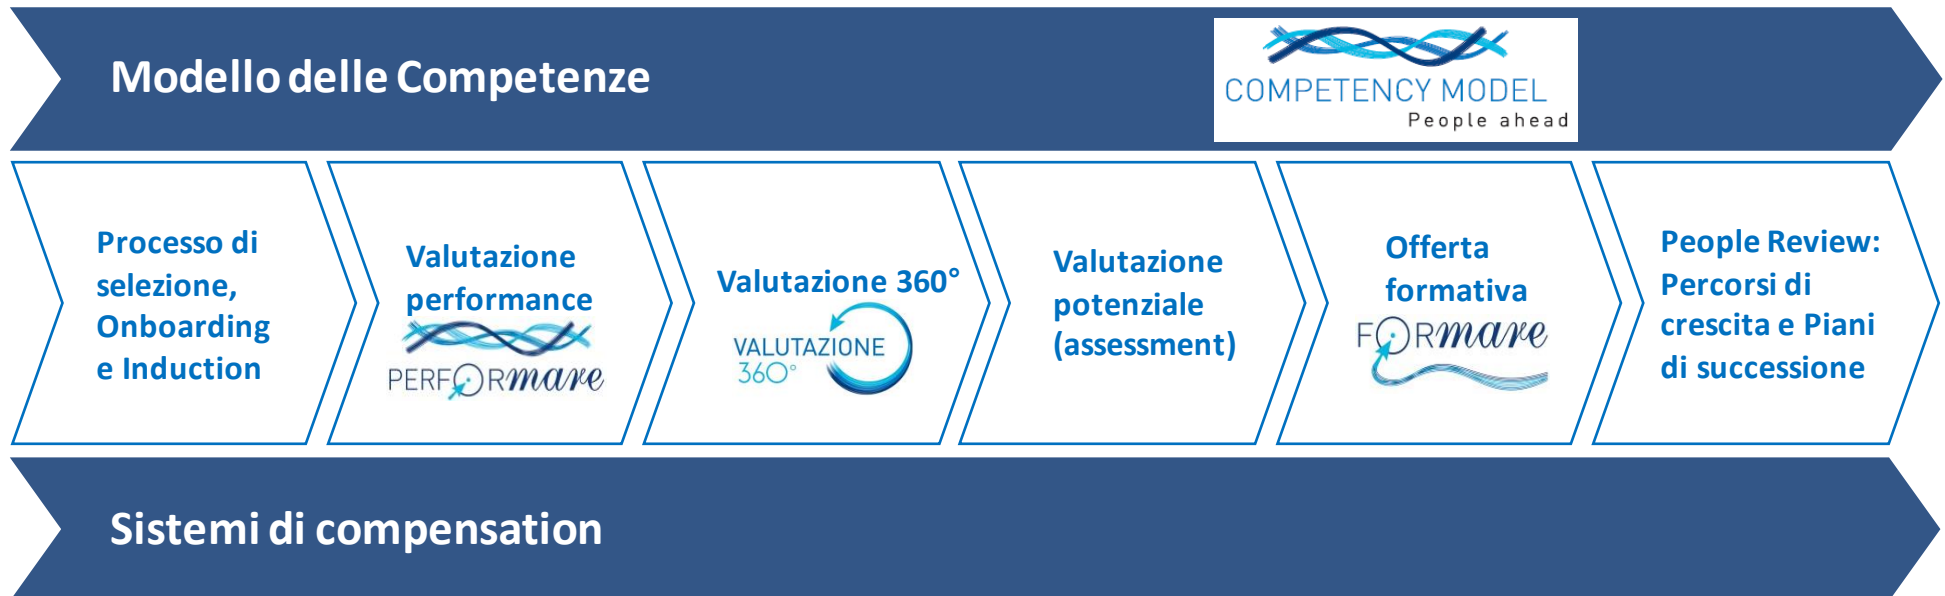 Modello delle Competenze
COMPETENCY MODEL
People ahead
Processo di
selezione,
Onboarding
e Induction
Valutazione
performance
PERFORmare
Valutazione 360°
VALUTAZIONE
360°
Valutazione
potenziale
(assessment)
Offerta
formativa
FORmare
People Review:
Percorsi di
crescita e Piani
di successione
Sistemi di compensation